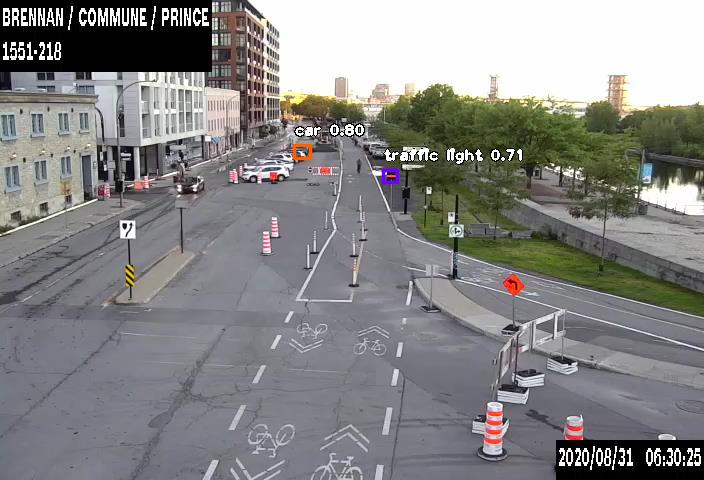 BRENNAN / COMMUNE / PRINCE
1551-218
car 0.80
traffic light 0.71
2020/08/31 06:30:25